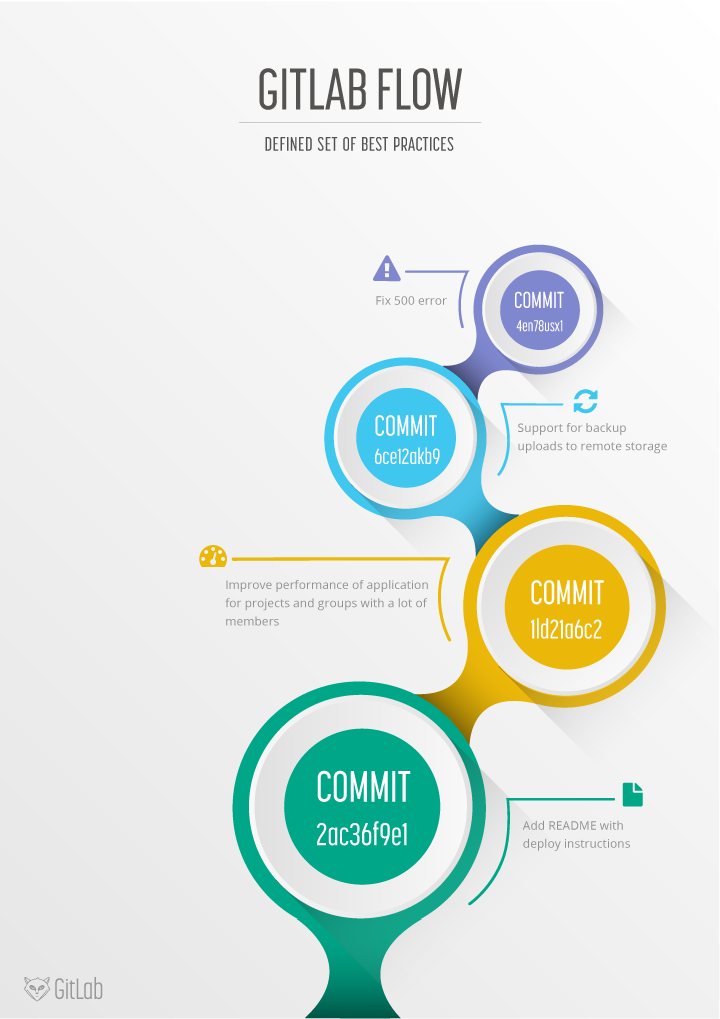 GITLAB FLOW
DEFINED SET OF BEST PRACTICES
Fix 500 error
COMMIT
4en78usx1
COMMIT
6ce12akb9
Support for backup
uploads to remote storage
Improve performance of application
for projects and groups with a lot of
members
COMMIT
1ld21a6c2
COMMIT
2ac36f9e1
Add README with
deploy instructions
GitLab